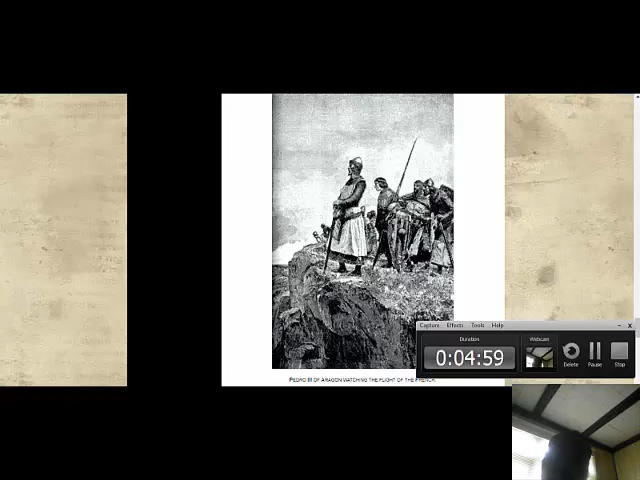 Capture Effects Tools Help
Duration
Webcam
0:04:59
Delete
Pause
Stop
PEDRO III OF ARAGON WATCHING THE FLIGHT OF THE FRENCH.